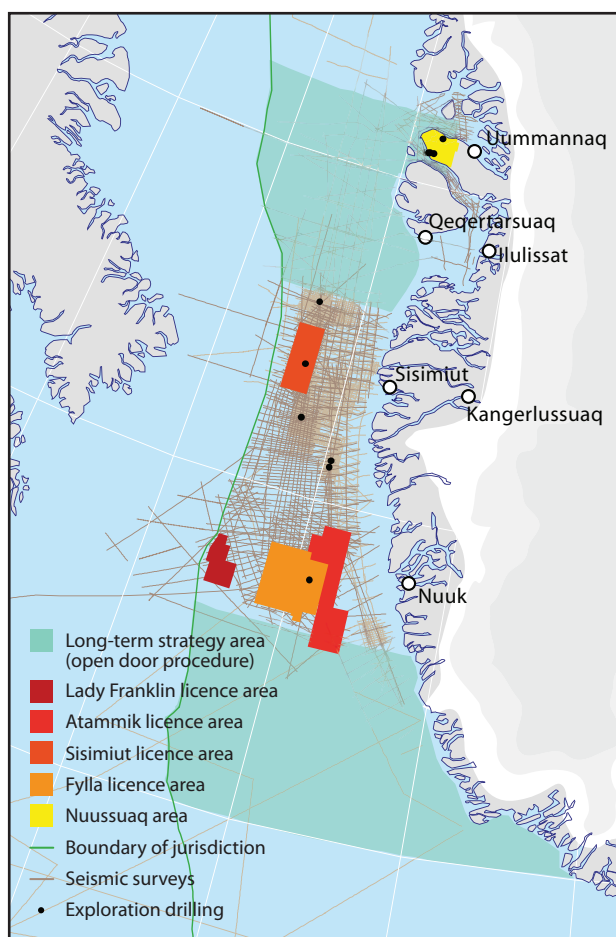 Uummannaq
Qeqertarsuaq
Ilulissat
Sisimiut
Kangerlussuaq
Nuuk
Long-term strategy area
(open door procedure)
Lady Franklin licence area
Atammik licence area
Sisimiut licence area
Fylla licence area
Nuussuaq area
Boundary of jurisdiction
Seismic surveys
Exploration drilling